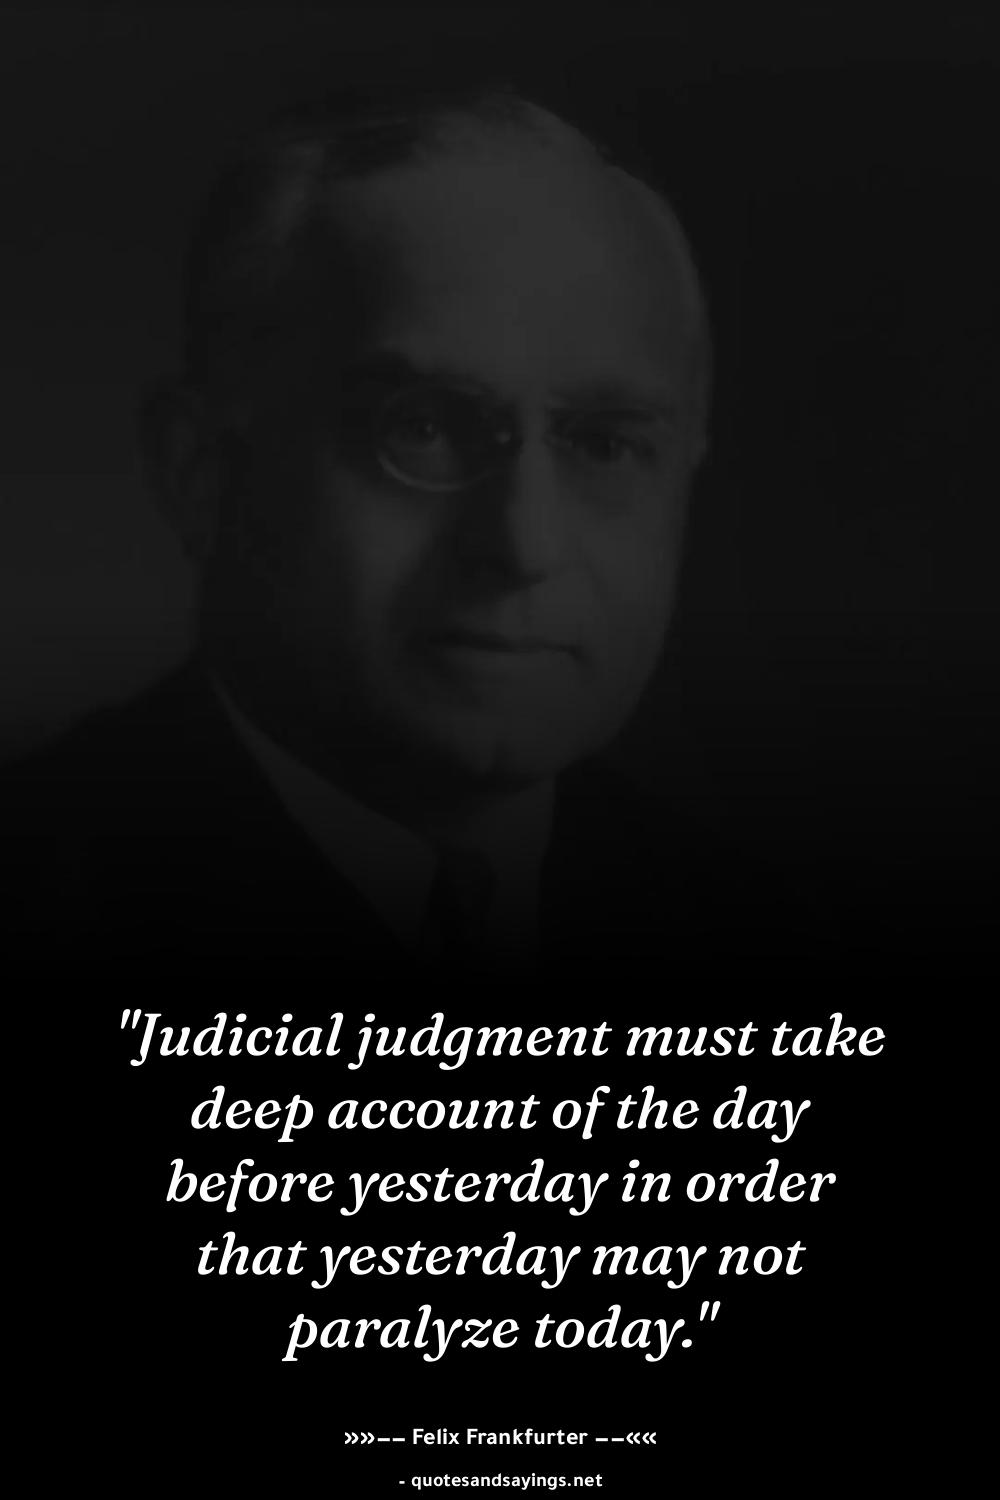 "Judicial judgment must take
deep account of the day
before yesterday in order
that yesterday may not
paralyze today."
»»–– Felix Frankfurter ––««
- quotesandsayings.net